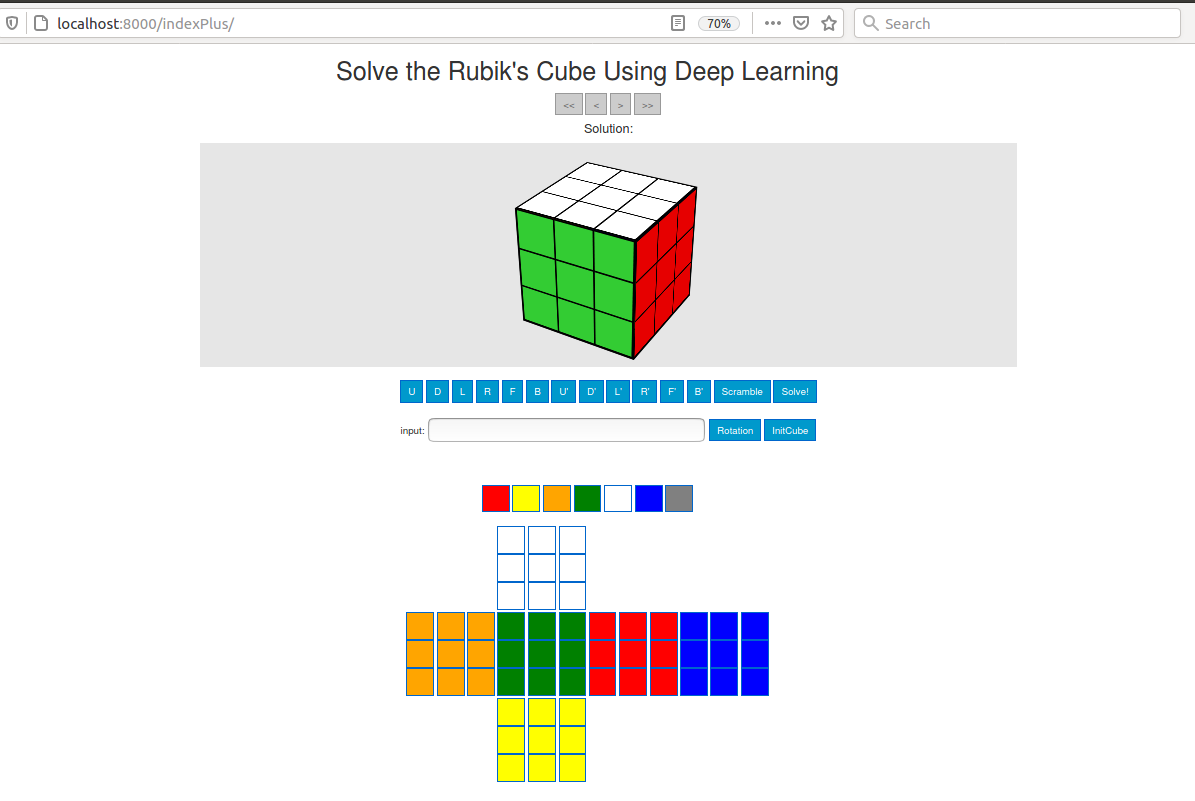 localhost:8000/indexPlus/ 70% Search
Solve the Rubik's Cube Using Deep Learning
<< < > >>
Solution:
U D L R F B U' D' L' R' F' B' Scramble Solve!
input: Rotation InitCube